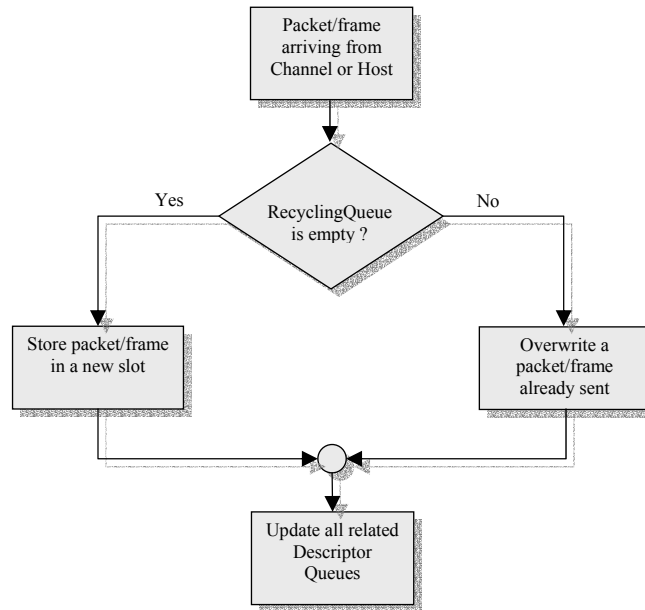 Packet/frame
arriving from
Channel or Host
Yes
No
RecyclingQueue
is empty ?
Store packet/frame
in a new slot
Overwrite a
packet/frame
already sent
Update all related
Descriptor
Queues